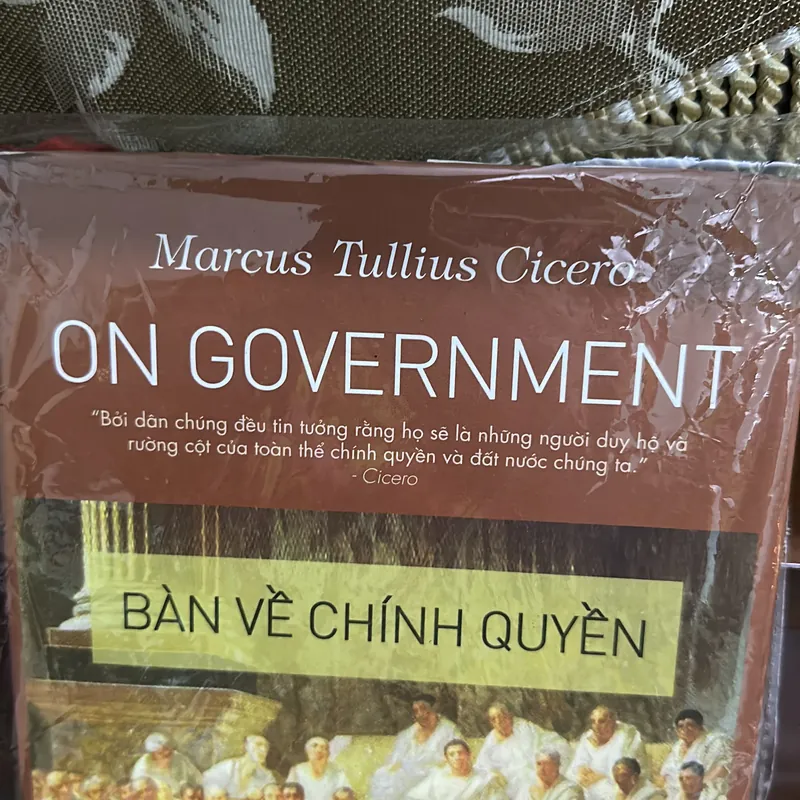 Marcus Tullius Cicero
ON GOVERNMENT
“Bởi dân chúng đều tin tưởng rằng họ sẽ là những người duy hộ và
rường cột của toàn thể chính quyền và đất nước chúng ta.”
- Cicero
BÀN VỀ CHÍNH QUYỀN